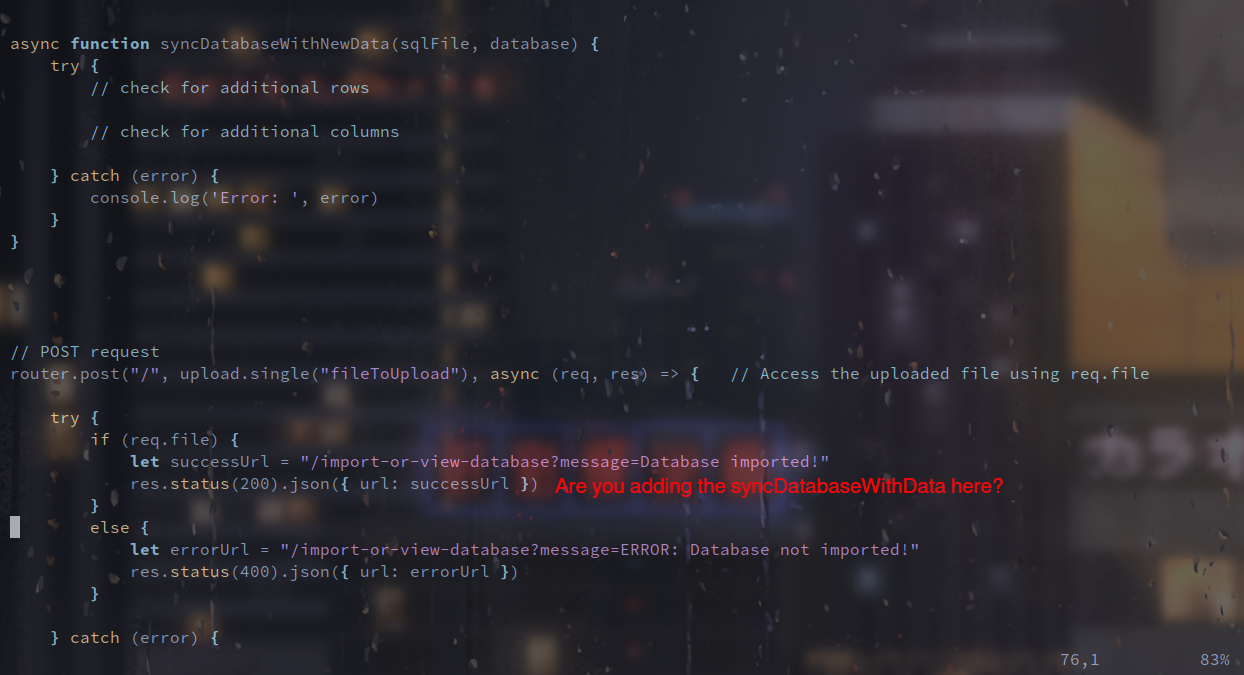 async function syncDatabaseWithNewData(sqlFile, database) {
try {
// check for additional rows
// check for additional columns
} catch (error) {
console.log('Error: ', error)
}
}
// POST request
router.post("/", upload.single("fileToUpload"), async (req, res) => {   // Access the uploaded file using req.file
try {
if (req.file) {
let successUrl = "/import-or-view-database?message=Database imported!"
res.status(200).json({ url: successUrl }) Are you adding the syncDatabaseWithData here?
}
else {
let errorUrl = "/import-or-view-database?message=ERROR: Database not imported!"
res.status(400).json({ url: errorUrl })
}
} catch (error) {
76,1 83%
カラオ